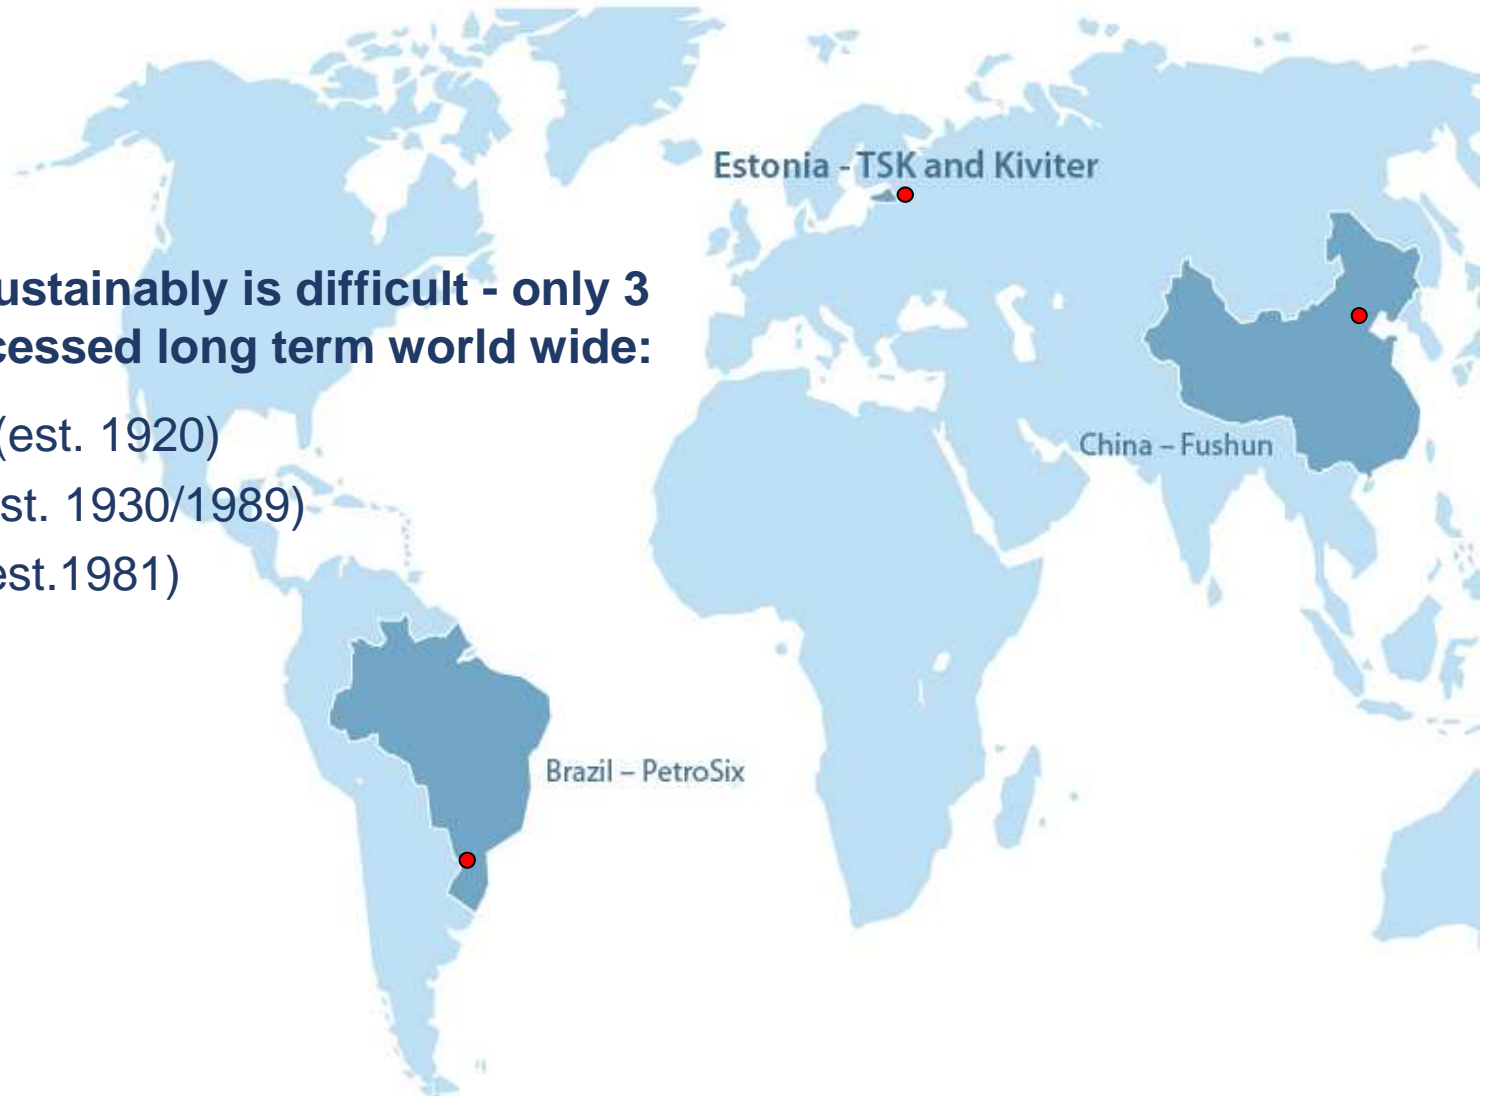 Estonia - TSK and Kiviter
ustainably is difficult - only 3
cessed long term world wide:
(est. 1920)
st. 1930/1989)
est.1981)
China – Fushun
Brazil – PetroSix